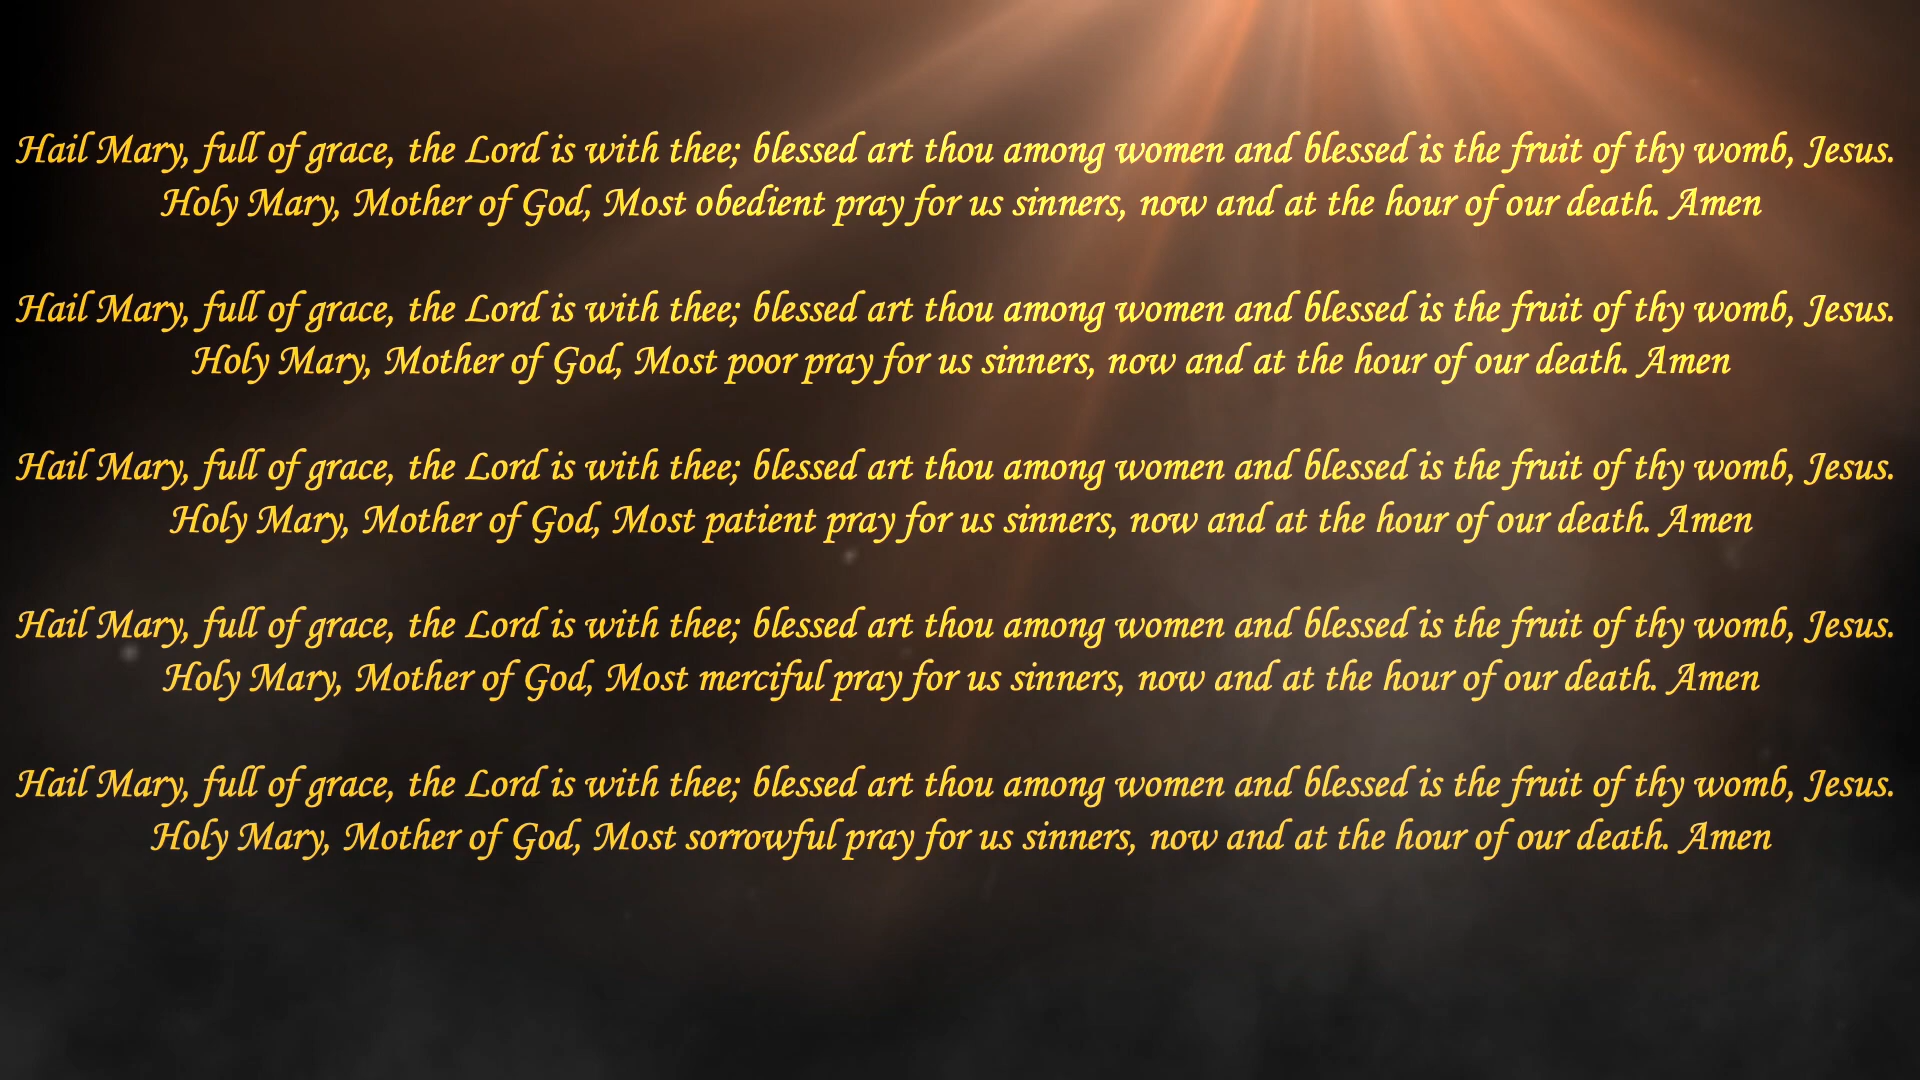 Hail Mary, full of grace, the Lord is with thee; blessed art thou among women and blessed is the fruit of thy womb, Jesus.
Holy Mary, Mother of God, Most obedient pray for us sinners, now and at the hour of our death. Amen
Hail Mary, full of grace, the Lord is with thee; blessed art thou among women and blessed is the fruit of thy womb, Jesus.
Holy Mary, Mother of God, Most poor pray for us sinners, now and at the hour of our death. Amen
Hail Mary, full of grace, the Lord is with thee; blessed art thou among women and blessed is the fruit of thy womb, Jesus.
Holy Mary, Mother of God, Most patient pray for us sinners, now and at the hour of our death. Amen
Hail Mary, full of grace, the Lord is with thee; blessed art thou among women and blessed is the fruit of thy womb, Jesus.
Holy Mary, Mother of God, Most merciful pray for us sinners, now and at the hour of our death. Amen
Hail Mary, full of grace, the Lord is with thee; blessed art thou among women and blessed is the fruit of thy womb, Jesus.
Holy Mary, Mother of God, Most sorrowful pray for us sinners, now and at the hour of our death. Amen